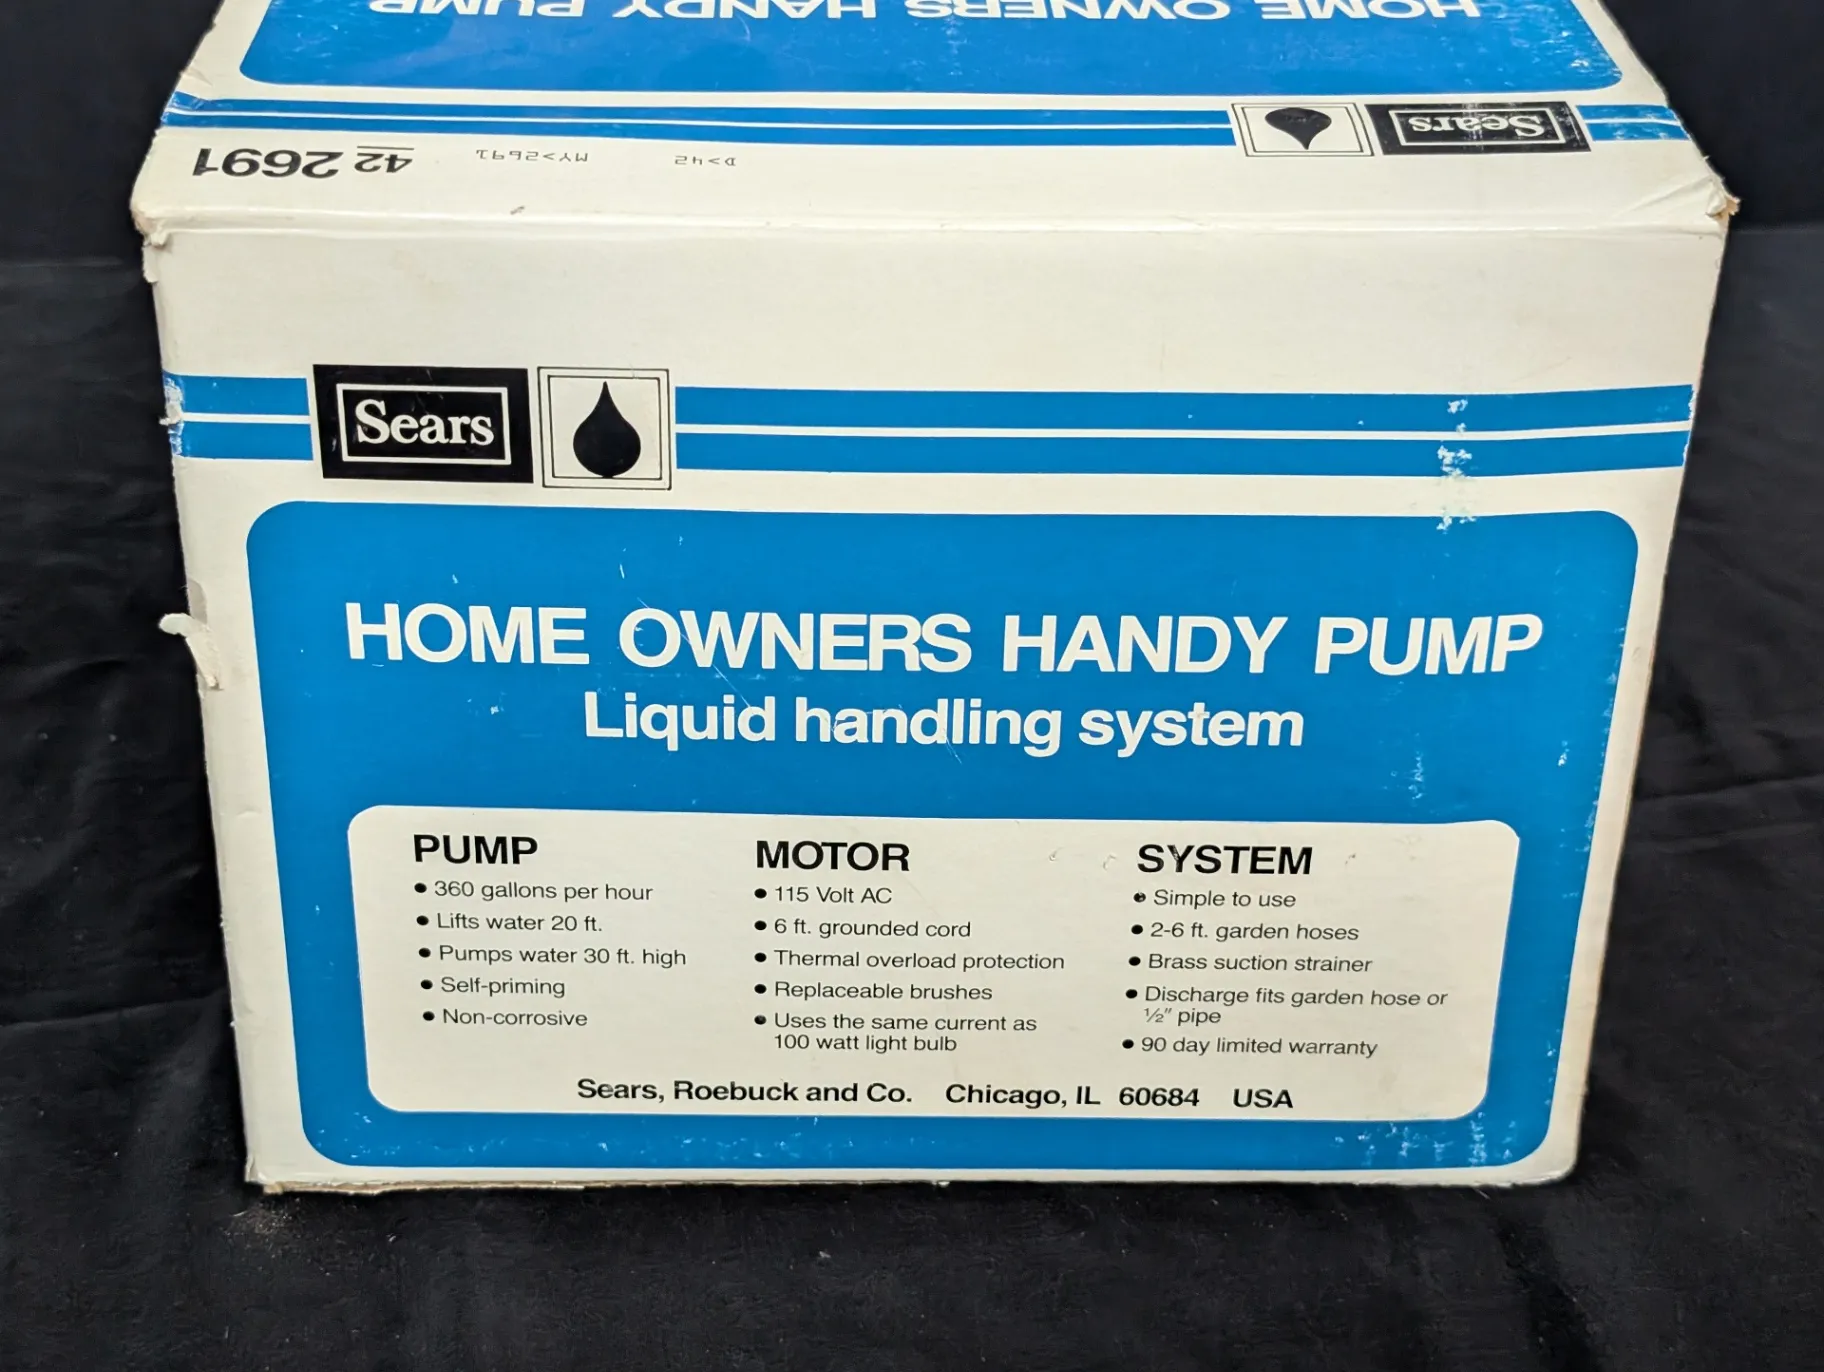 HOME OWNERS HANDY PUMP
Sears
42 2691 MY>2691 D>42
Sears
HOME OWNERS HANDY PUMP
Liquid handling system
PUMP
• 360 gallons per hour
• Lifts water 20 ft.
• Pumps water 30 ft. high
• Self-priming
• Non-corrosive
MOTOR
• 115 Volt AC
• 6 ft. grounded cord
• Thermal overload protection
• Replaceable brushes
• Uses the same current as
100 watt light bulb
SYSTEM
• Simple to use
• 2-6 ft. garden hoses
• Brass suction strainer
• Discharge fits garden hose or
½" pipe
• 90 day limited warranty
Sears, Roebuck and Co. Chicago, IL 60684 USA